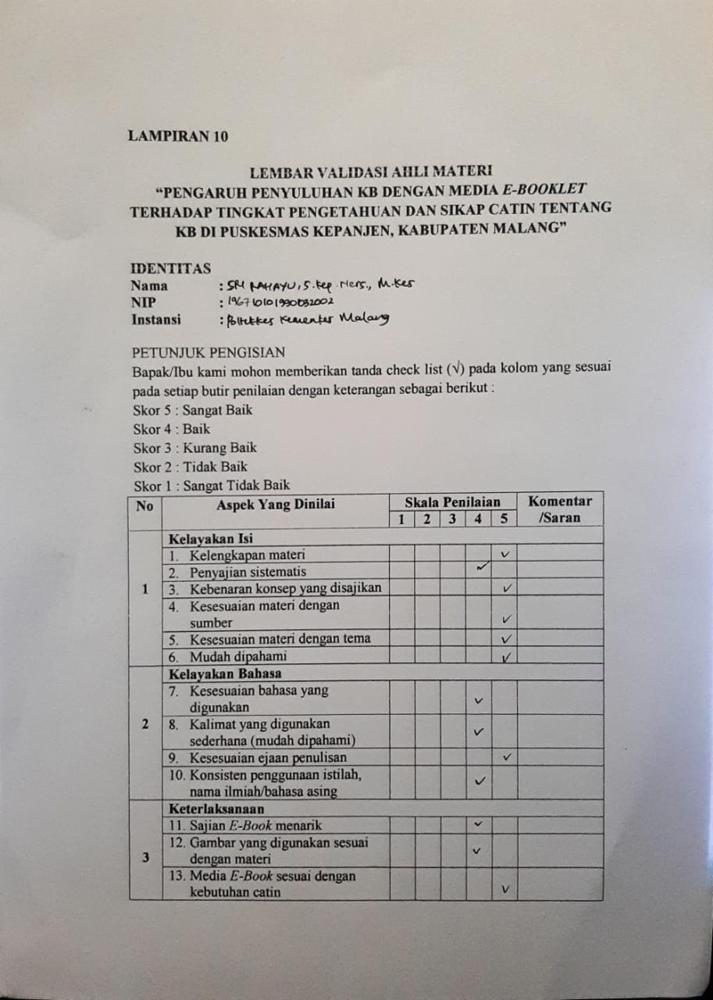 LAMPIRAN 10
LEMBAR VALIDASI AHLI MATERI
“PENGARUH PENYULUHAN KB DENGAN MEDIA E-BOOKLET
TERHADAP TINGKAT PENGETAHUAN DAN SIKAP CATIN TENTANG
KB DI PUSKESMAS KEPANJEN, KABUPATEN MALANG”
IDENTITAS
Nama : SRI RAHAYU, S.Kep. Ners., M.Kes
NIP :
Instansi : Poltekkes Kemenkes Malang
PETUNJUK PENGISIAN
Bapak/Ibu kami mohon memberikan tanda check list (√) pada kolom yang sesuai
pada setiap butir penilaian dengan keterangan sebagai berikut :
Skor 5 : Sangat Baik
Skor 4 : Baik
Skor 3 : Kurang Baik
Skor 2 : Tidak Baik
Skor 1 : Sangat Tidak Baik
No Aspek Yang Dinilai Skala Penilaian Komentar
1 2 3 4 5 /Saran
Kelayakan Isi
1. Kelengkapan materi ✓
2. Penyajian sistematis ✓
1 3. Kebenaran konsep yang disajikan ✓
4. Kesesuaian materi dengan
sumber ✓
5. Kesesuaian materi dengan tema ✓
6. Mudah dipahami ✓
Kelayakan Bahasa
7. Kesesuaian bahasa yang
digunakan ✓
2 8. Kalimat yang digunakan
sederhana (mudah dipahami) ✓
9. Kesesuaian ejaan penulisan ✓
10. Konsisten penggunaan istilah,
nama ilmiah/bahasa asing ✓
Keterlaksanaan
11. Sajian E-Book menarik ✓
12. Gambar yang digunakan sesuai
3 dengan materi ✓
13. Media E-Book sesuai dengan
kebutuhan catin ✓